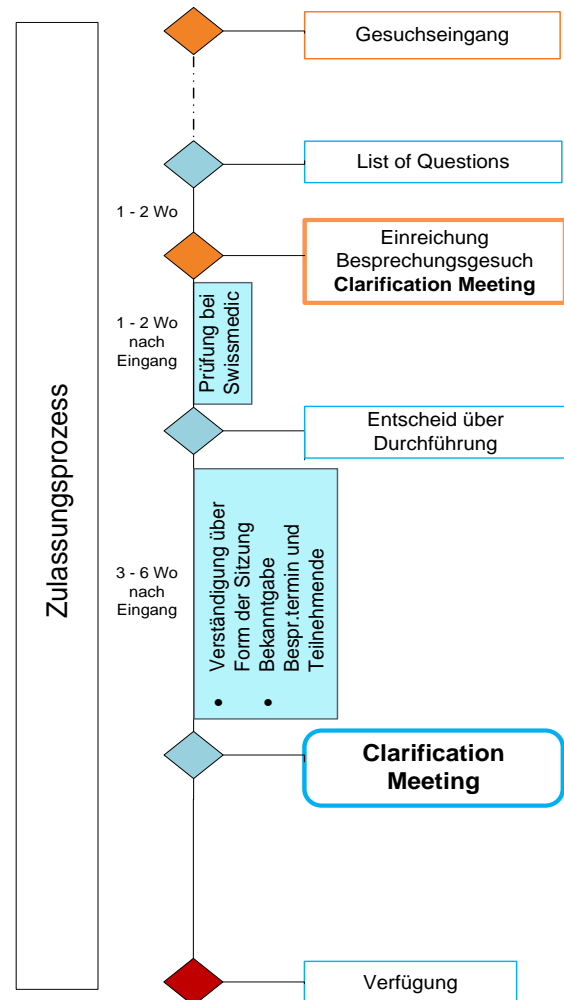 Zulassungsprozess
Gesuchseingang
List of Questions
1 - 2 Wo
Einreichung
Besprechungsgesuch
Clarification Meeting
1 - 2 Wo
nach
Eingang
Prüfung bei
Swissmedic
Entscheid über
Durchführung
3 - 6 Wo
nach
Eingang
• Verständigung über
Form der Sitzung
• Bekanntgabe
Bespr.termin und
Teilnehmende
Clarification
Meeting
Verfügung